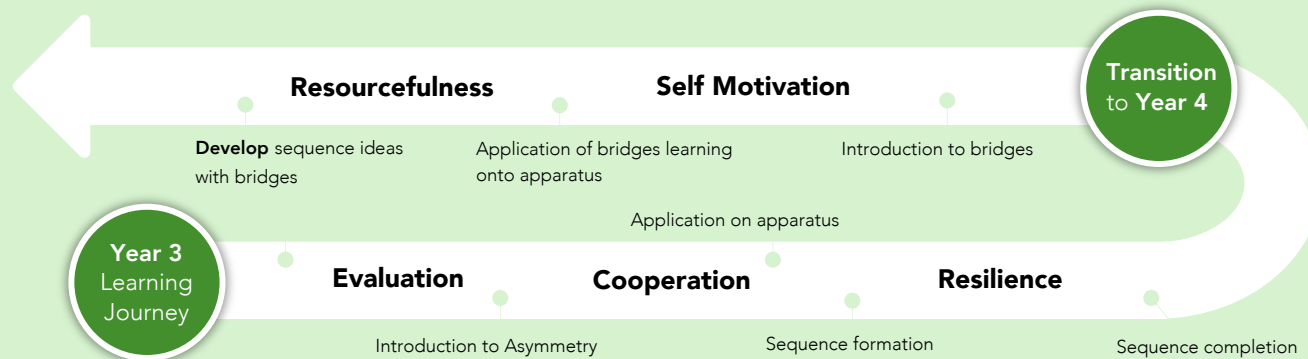 Resourcefulness
Self Motivation
Transition
to Year 4
Develop sequence ideas
with bridges
Application of bridges learning
onto apparatus
Introduction to bridges
Application on apparatus
Year 3
Learning
Journey
Evaluation
Cooperation
Resilience
Introduction to Asymmetry
Sequence formation
Sequence completion